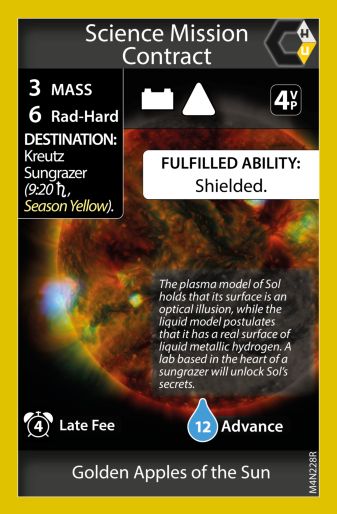 Science Mission
Contract
H
U
3 MASS
6 Rad-Hard
DESTINATION:
Kreutz
Sungrazer
(9:20 ♄,
Season Yellow).
4 VP
FULFILLED ABILITY:
Shielded.
The plasma model of Sol
holds that its surface is an
optical illusion, while the
liquid model postulates
that it has a real surface of
liquid metallic hydrogen. A
lab based in the heart of a
sungrazer will unlock Sol's
secrets.
4 Late Fee
12 Advance
Golden Apples of the Sun
M4N228R